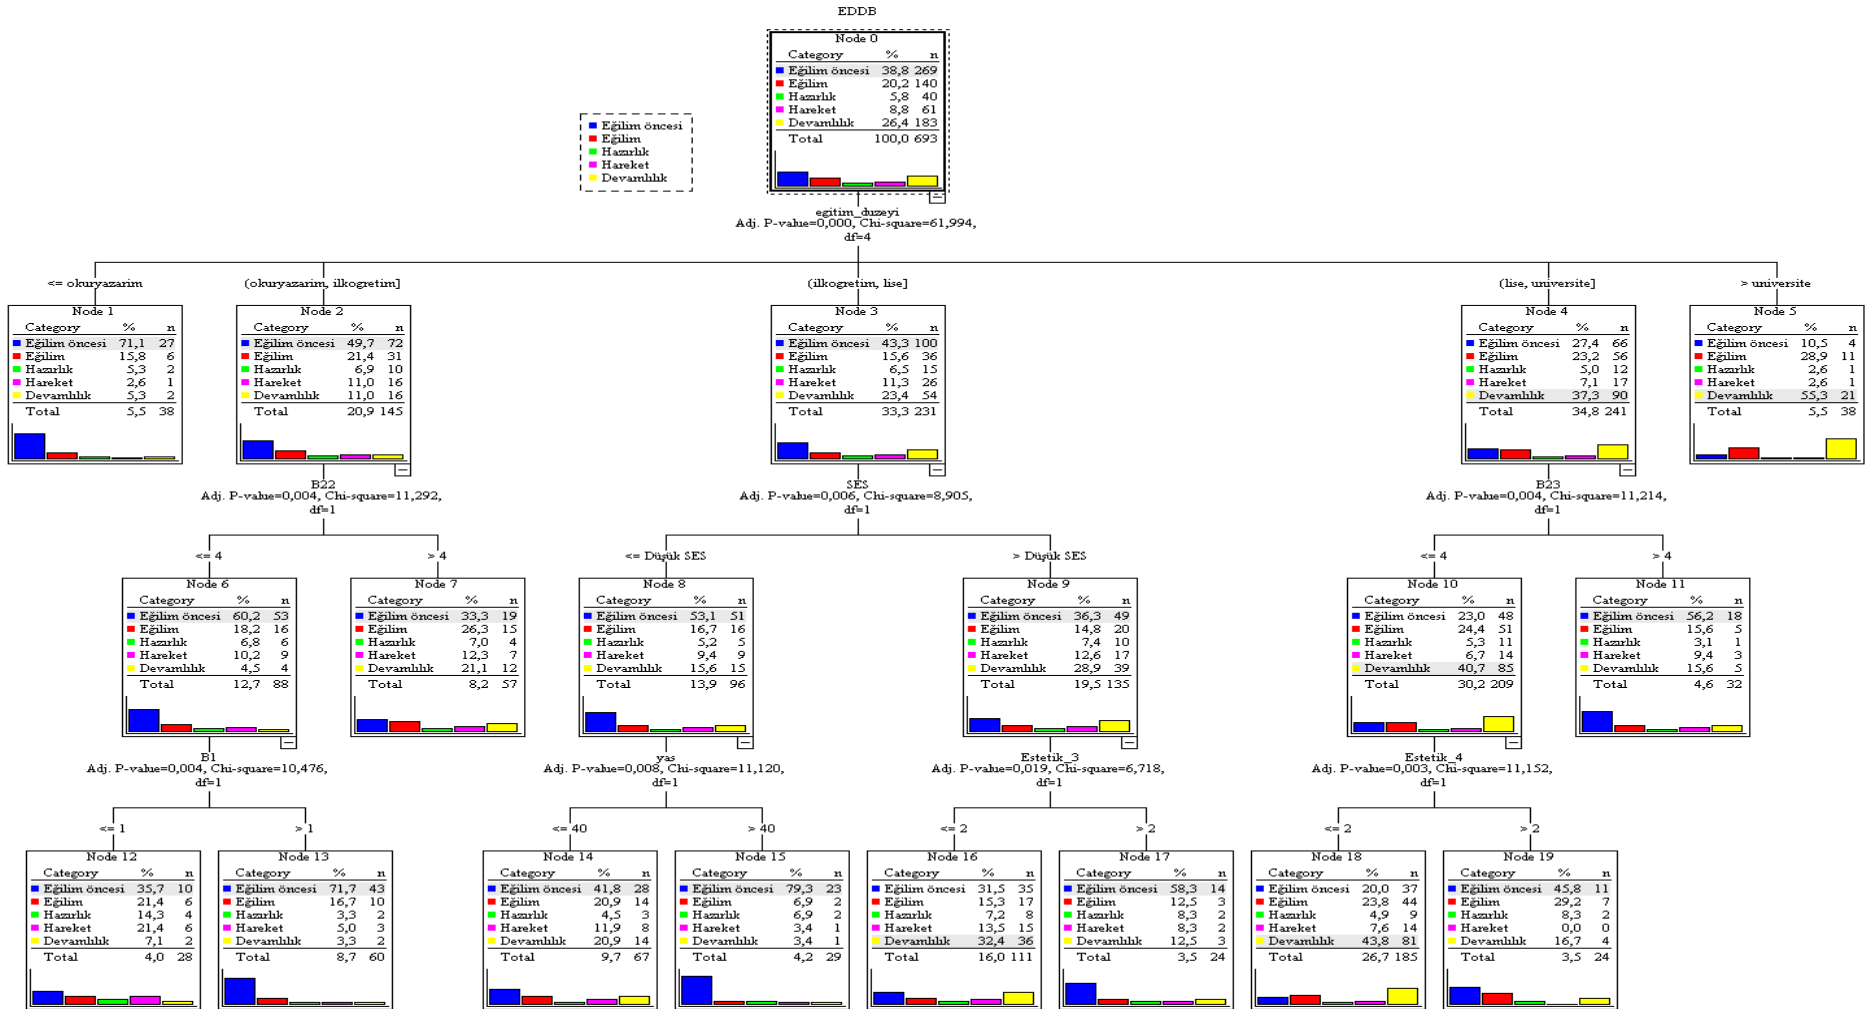 EDDB
Node 0
Category % n
Eğilim öncesi 38,8 269
Eğilim 20,2 140
Hazırlık 5,8 40
Hareket 8,8 61
Devamlılık 26,4 183
Total 100,0 693
Eğilim öncesi
Eğilim
Hazırlık
Hareket
Devamlılık
egitim_duzeyi
Adj. P-value=0,000, Chi-square=61,994,
df=4
<= okuryazarim
(okuryazarim, ilkogretim]
(ilkogretim, lise]
(lise, universite]
> universite
Node 1
Category % n
Eğilim öncesi 71,1 27
Eğilim 15,8 6
Hazırlık 5,3 2
Hareket 2,6 1
Devamlılık 5,3 2
Total 5,5 38
Node 2
Category % n
Eğilim öncesi 49,7 72
Eğilim 21,4 31
Hazırlık 6,9 10
Hareket 11,0 16
Devamlılık 11,0 16
Total 20,9 145
Node 3
Category % n
Eğilim öncesi 43,3 100
Eğilim 15,6 36
Hazırlık 6,5 15
Hareket 11,3 26
Devamlılık 23,4 54
Total 33,3 231
Node 4
Category % n
Eğilim öncesi 27,4 66
Eğilim 23,2 56
Hazırlık 5,0 12
Hareket 7,1 17
Devamlılık 37,3 90
Total 34,8 241
Node 5
Category % n
Eğilim öncesi 10,5 4
Eğilim 28,9 11
Hazırlık 2,6 1
Hareket 2,6 1
Devamlılık 55,3 21
Total 5,5 38
B22
Adj. P-value=0,004, Chi-square=11,292,
df=1
SES
Adj. P-value=0,006, Chi-square=8,905,
df=1
B23
Adj. P-value=0,004, Chi-square=11,214,
df=1
<= 4
> 4
<= Düşük SES
> Düşük SES
<= 4
> 4
Node 6
Category % n
Eğilim öncesi 60,2 53
Eğilim 18,2 16
Hazırlık 6,8 6
Hareket 10,2 9
Devamlılık 4,5 4
Total 12,7 88
Node 7
Category % n
Eğilim öncesi 33,3 19
Eğilim 26,3 15
Hazırlık 7,0 4
Hareket 12,3 7
Devamlılık 21,1 12
Total 8,2 57
Node 8
Category % n
Eğilim öncesi 53,1 51
Eğilim 16,7 16
Hazırlık 5,2 5
Hareket 9,4 9
Devamlılık 15,6 15
Total 13,9 96
Node 9
Category % n
Eğilim öncesi 36,3 49
Eğilim 14,8 20
Hazırlık 7,4 10
Hareket 12,6 17
Devamlılık 28,9 39
Total 19,5 135
Node 10
Category % n
Eğilim öncesi 23,0 48
Eğilim 24,4 51
Hazırlık 5,3 11
Hareket 6,7 14
Devamlılık 40,7 85
Total 30,2 209
Node 11
Category % n
Eğilim öncesi 56,2 18
Eğilim 15,6 5
Hazırlık 3,1 1
Hareket 9,4 3
Devamlılık 15,6 5
Total 4,6 32
B1
Adj. P-value=0,004, Chi-square=10,476,
df=1
yas
Adj. P-value=0,008, Chi-square=11,120,
df=1
Estetik_3
Adj. P-value=0,019, Chi-square=6,718,
df=1
Estetik_4
Adj. P-value=0,003, Chi-square=11,152,
df=1
<= 1
> 1
<= 40
> 40
<= 2
> 2
<= 2
> 2
Node 12
Category % n
Eğilim öncesi 35,7 10
Eğilim 21,4 6
Hazırlık 14,3 4
Hareket 21,4 6
Devamlılık 7,1 2
Total 4,0 28
Node 13
Category % n
Eğilim öncesi 71,7 43
Eğilim 16,7 10
Hazırlık 3,3 2
Hareket 5,0 3
Devamlılık 3,3 2
Total 8,7 60
Node 14
Category % n
Eğilim öncesi 41,8 28
Eğilim 20,9 14
Hazırlık 4,5 3
Hareket 11,9 8
Devamlılık 20,9 14
Total 9,7 67
Node 15
Category % n
Eğilim öncesi 79,3 23
Eğilim 6,9 2
Hazırlık 6,9 2
Hareket 3,4 1
Devamlılık 3,4 1
Total 4,2 29
Node 16
Category % n
Eğilim öncesi 31,5 35
Eğilim 15,3 17
Hazırlık 7,2 8
Hareket 13,5 15
Devamlılık 32,4 36
Total 16,0 111
Node 17
Category % n
Eğilim öncesi 58,3 14
Eğilim 12,5 3
Hazırlık 8,3 2
Hareket 8,3 2
Devamlılık 12,5 3
Total 3,5 24
Node 18
Category % n
Eğilim öncesi 20,0 37
Eğilim 23,8 44
Hazırlık 4,9 9
Hareket 7,6 14
Devamlılık 43,8 81
Total 26,7 185
Node 19
Category % n
Eğilim öncesi 45,8 11
Eğilim 29,2 7
Hazırlık 8,3 2
Hareket 0,0 0
Devamlılık 16,7 4
Total 3,5 24